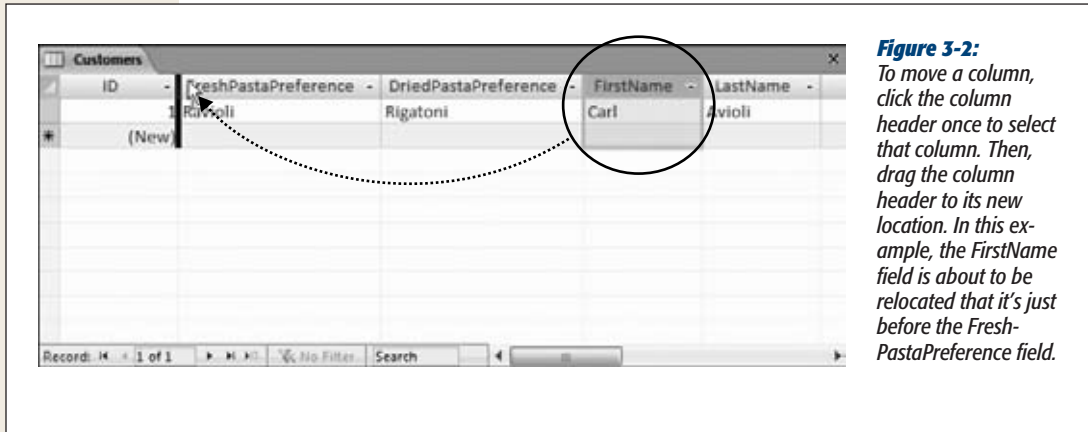 Customers ×
ID FreshPastaPreference DriedPastaPreference FirstName LastName
1 Ravioli Rigatoni Carl Avioli
* (New)
Record: 1 of 1 No Filter Search
Figure 3-2:
To move a column,
click the column
header once to select
that column. Then,
drag the column
header to its new
location. In this ex-
ample, the FirstName
field is about to be
relocated that it's just
before the Fresh-
PastaPreference field.